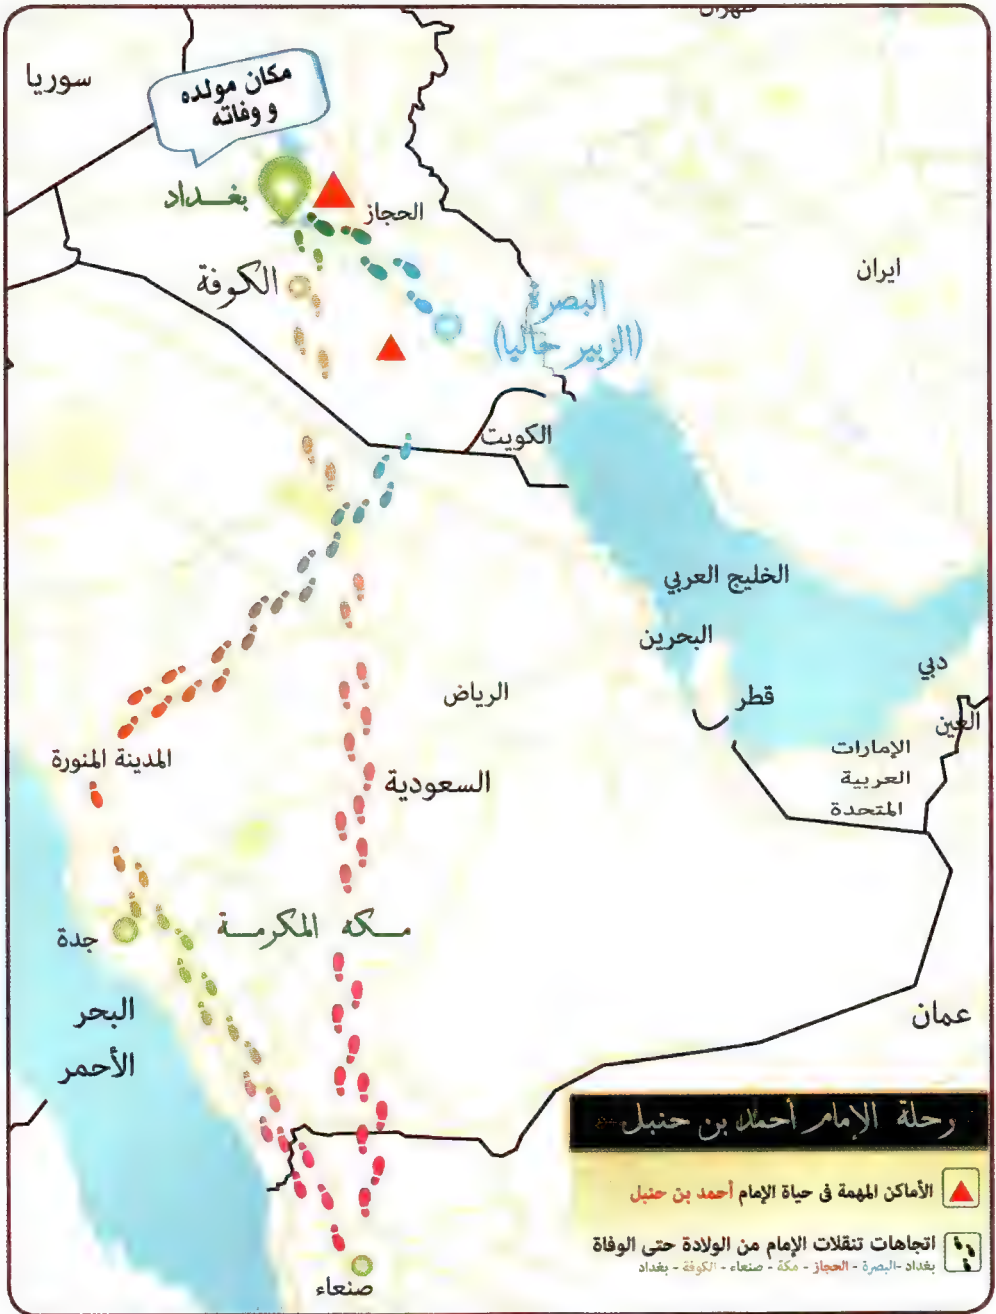 طهران
سوريا
مكان مولده
و وفاته
بغداد
الحجاز
الكوفة
ايران
البصرة
(الزبير حاليا)
الكويت
الخليج العربي
البحرين
دبي
قطر
الرياض
العين
المدينة المنورة
الإمارات
العربية
المتحدة
السعودية
مكه المكرمة
جدة
البحر
الأحمر
عمان
رحلة الإمام أحمد بن حنبل
الأماكن المهمة فى حياة الإمام أحمد بن حنبل
اتجاهات تنقلات الإمام من الولادة حتى الوفاة
بغداد -البصرة - الحجاز - مكة - صنعاء - الكوفة - بغداد
صنعاء